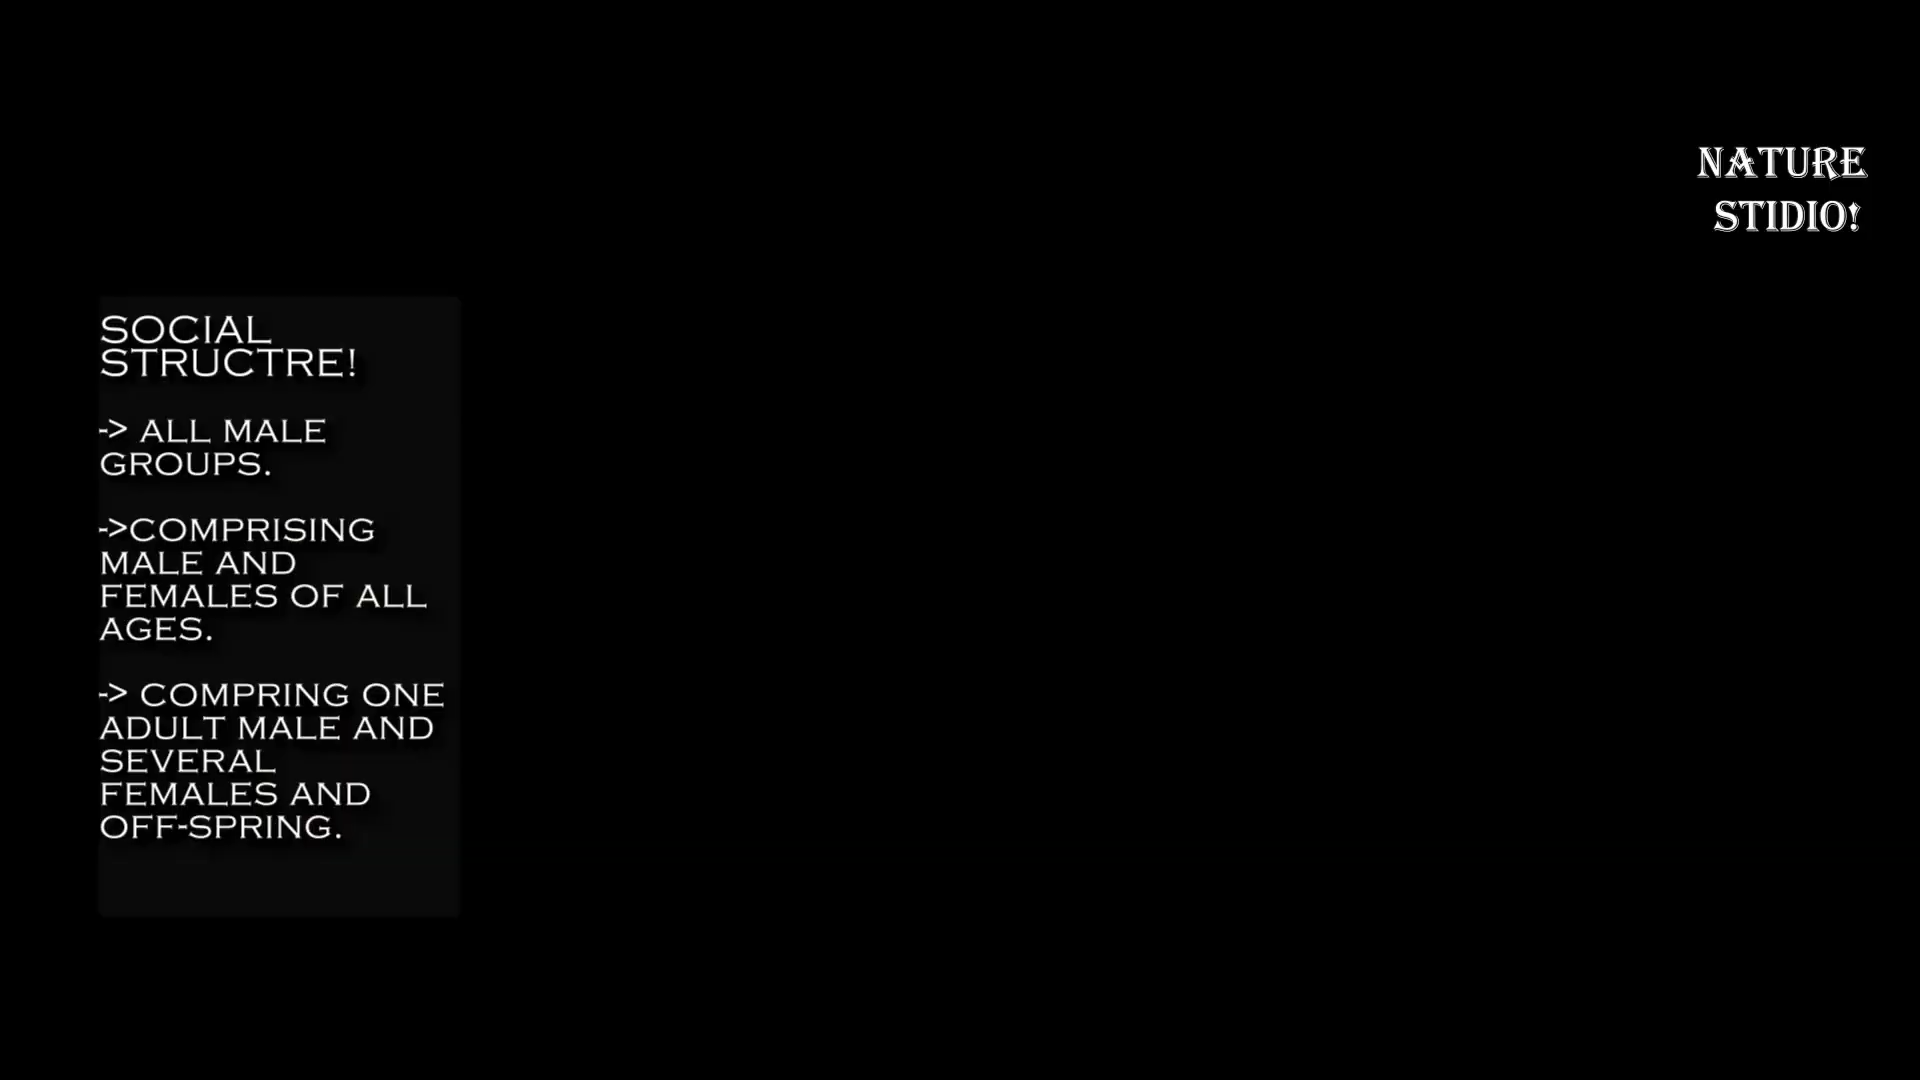 NATURE
STIDIO!
SOCIAL
STRUCTRE!
-> ALL MALE
GROUPS.
->COMPRISING
MALE AND
FEMALES OF ALL
AGES.
-> COMPRING ONE
ADULT MALE AND
SEVERAL
FEMALES AND
OFF-SPRING.